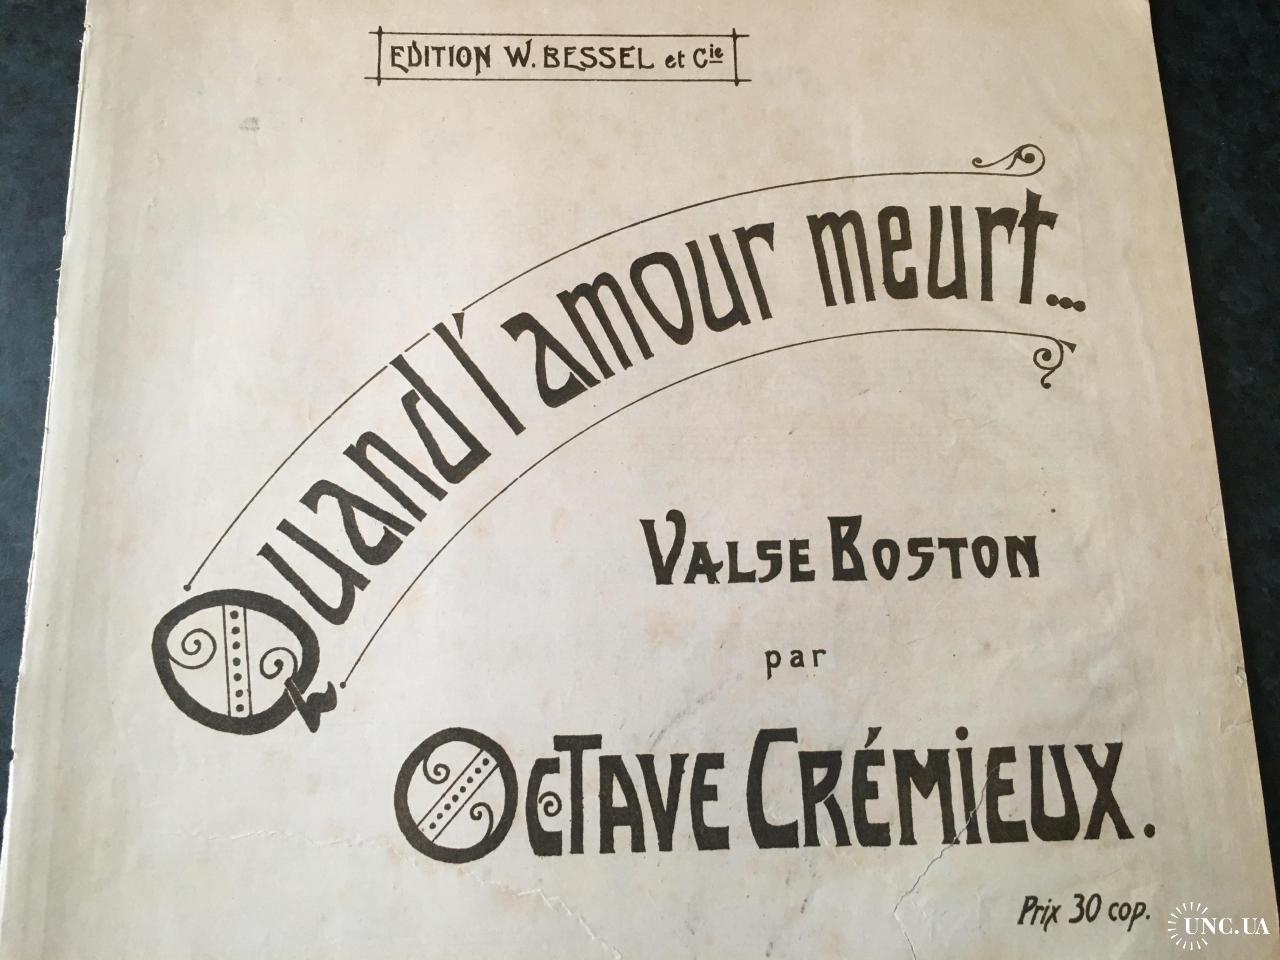 EDITION W. BESSEL et Cie
Quand l'amour meurt...
VALSE BOSTON
par
OCTAVE CRÉMIEUX.
Prix 30 cop.
UNC.UA